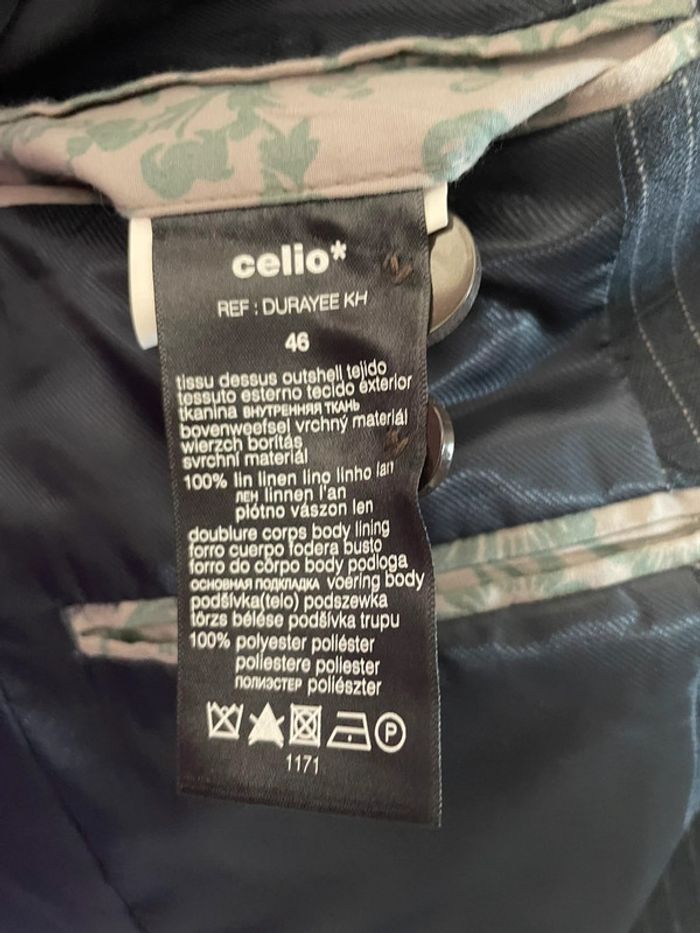 celio*
REF : DURAYEE KH
46
tissu dessus outshell tejido
tessuto esterno tecido exterior
tkanina ВНУТРЕННЯЯ ТКАНЬ
bovenweefsel vrchný materiál
wierzch borítás
svrchní materiál
100% lin linen lino linho lan
ЛЕН linnen l'an
płótno vászon len
doublure corps body lining
forro cuerpo fodera busto
forro do corpo body podloga
ОСНОВНАЯ ПОДКЛАДКА voering body
podšívka(telo) podszewka
törzs bélése podšívka trupu
100% polyester poliéster
poliestere poliester
ПОЛИЭСТЕР poliészter
P
1171